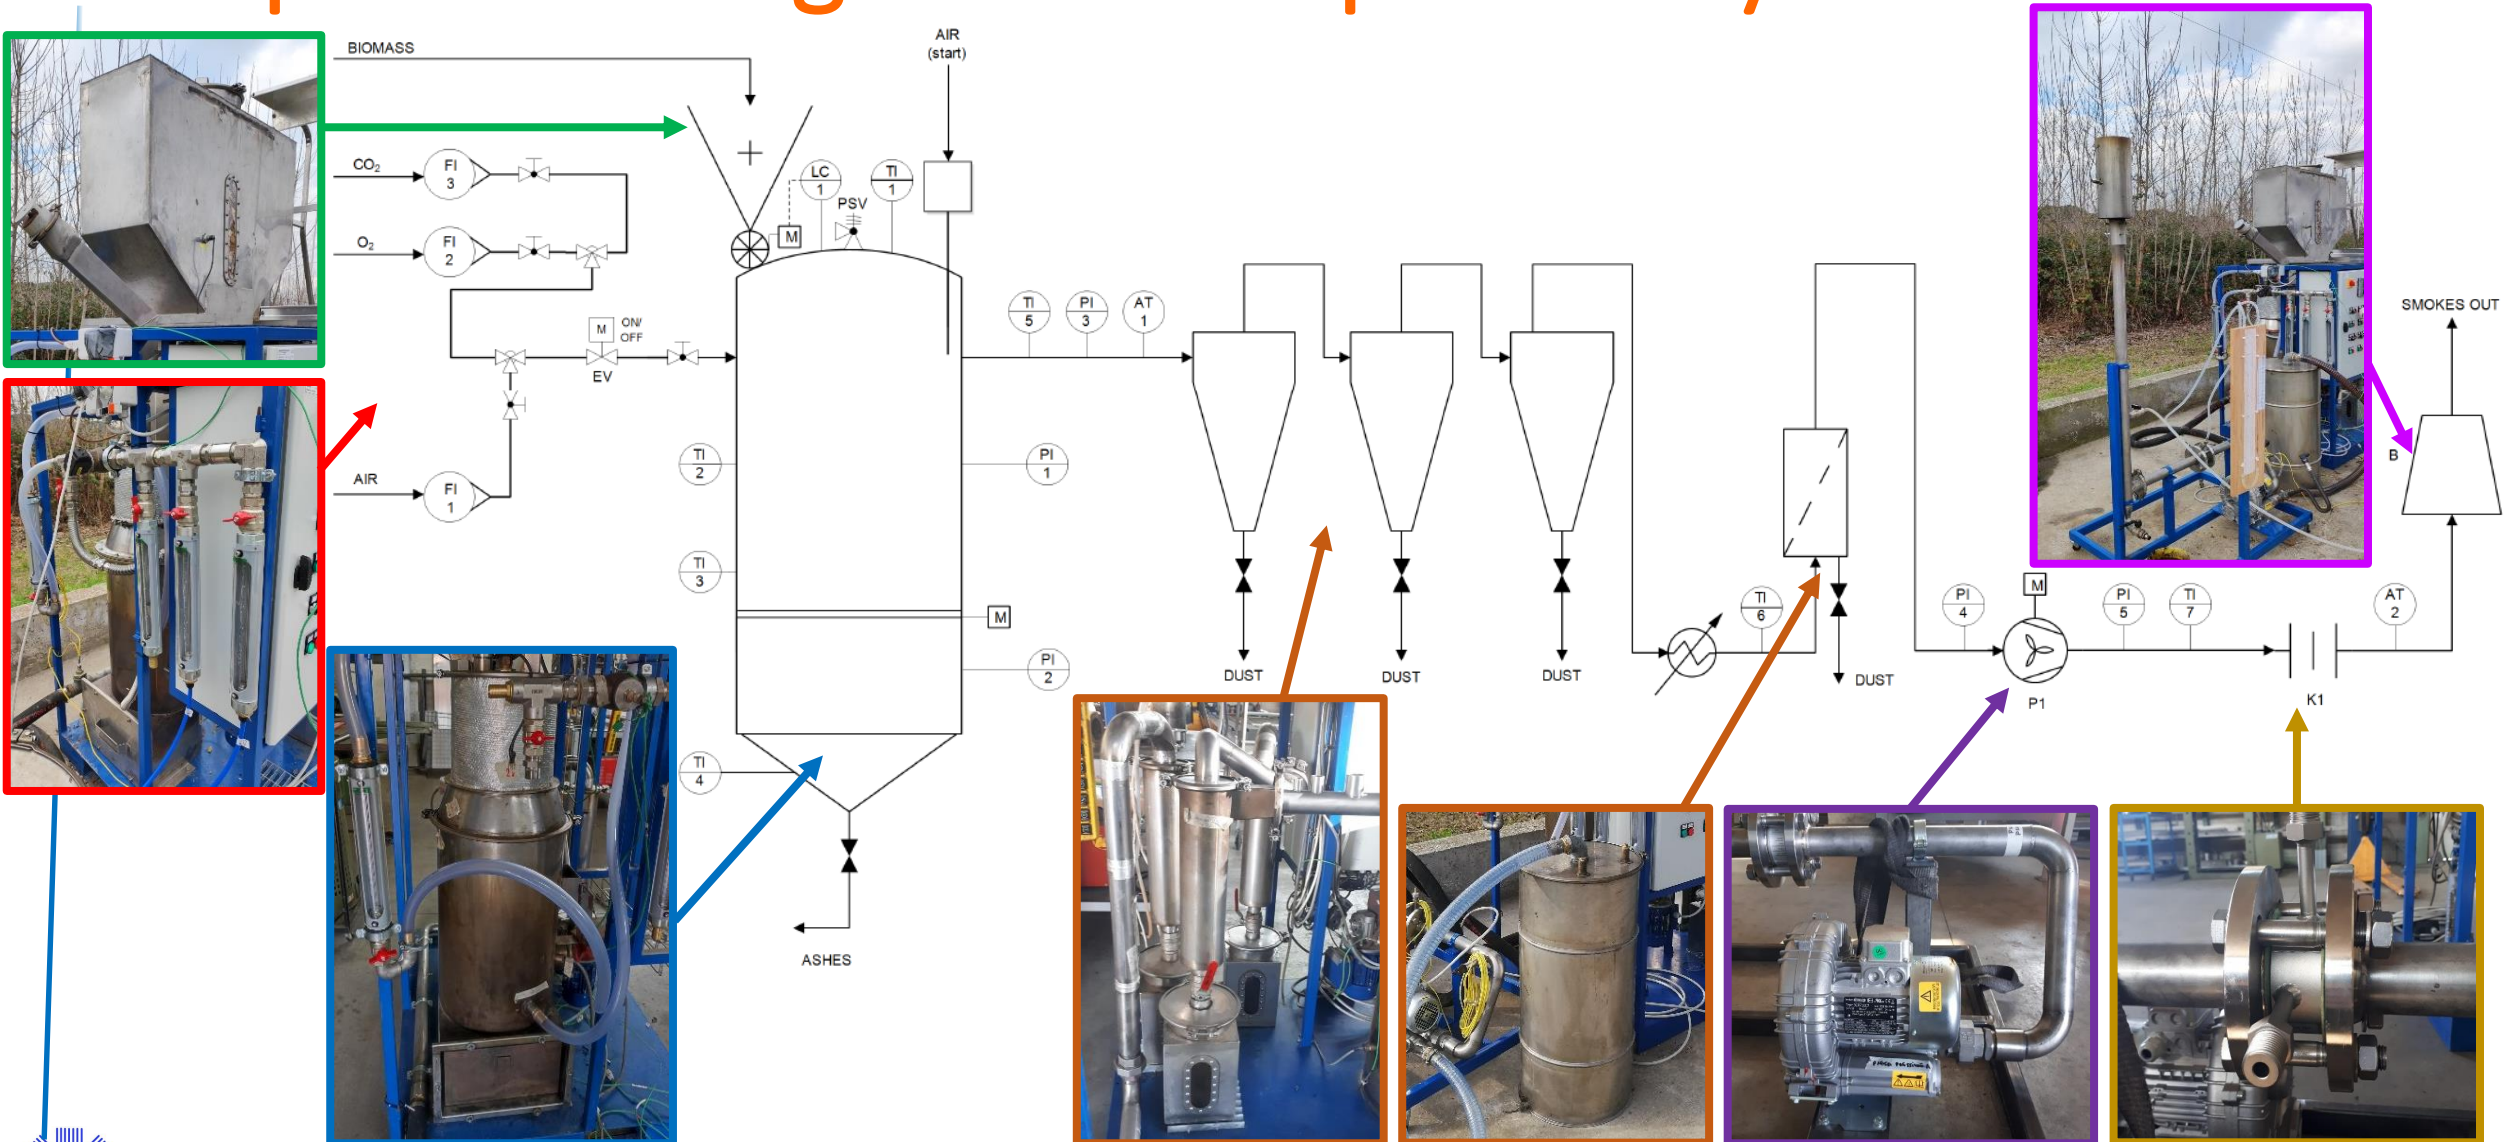 BIOMASS
AIR
(start)
CO₂
FI
3
LC
1
TI
1
PSV
M
O₂
FI
2
TI
5
PI
3
AT
1
SMOKES OUT
M
ON/
OFF
EV
TI
2
PI
1
B
AIR
FI
1
TI
3
M
TI
6
PI
4
M
PI
5
TI
7
AT
2
PI
2
DUST
DUST
DUST
DUST
P1
K1
TI
4
ASHES